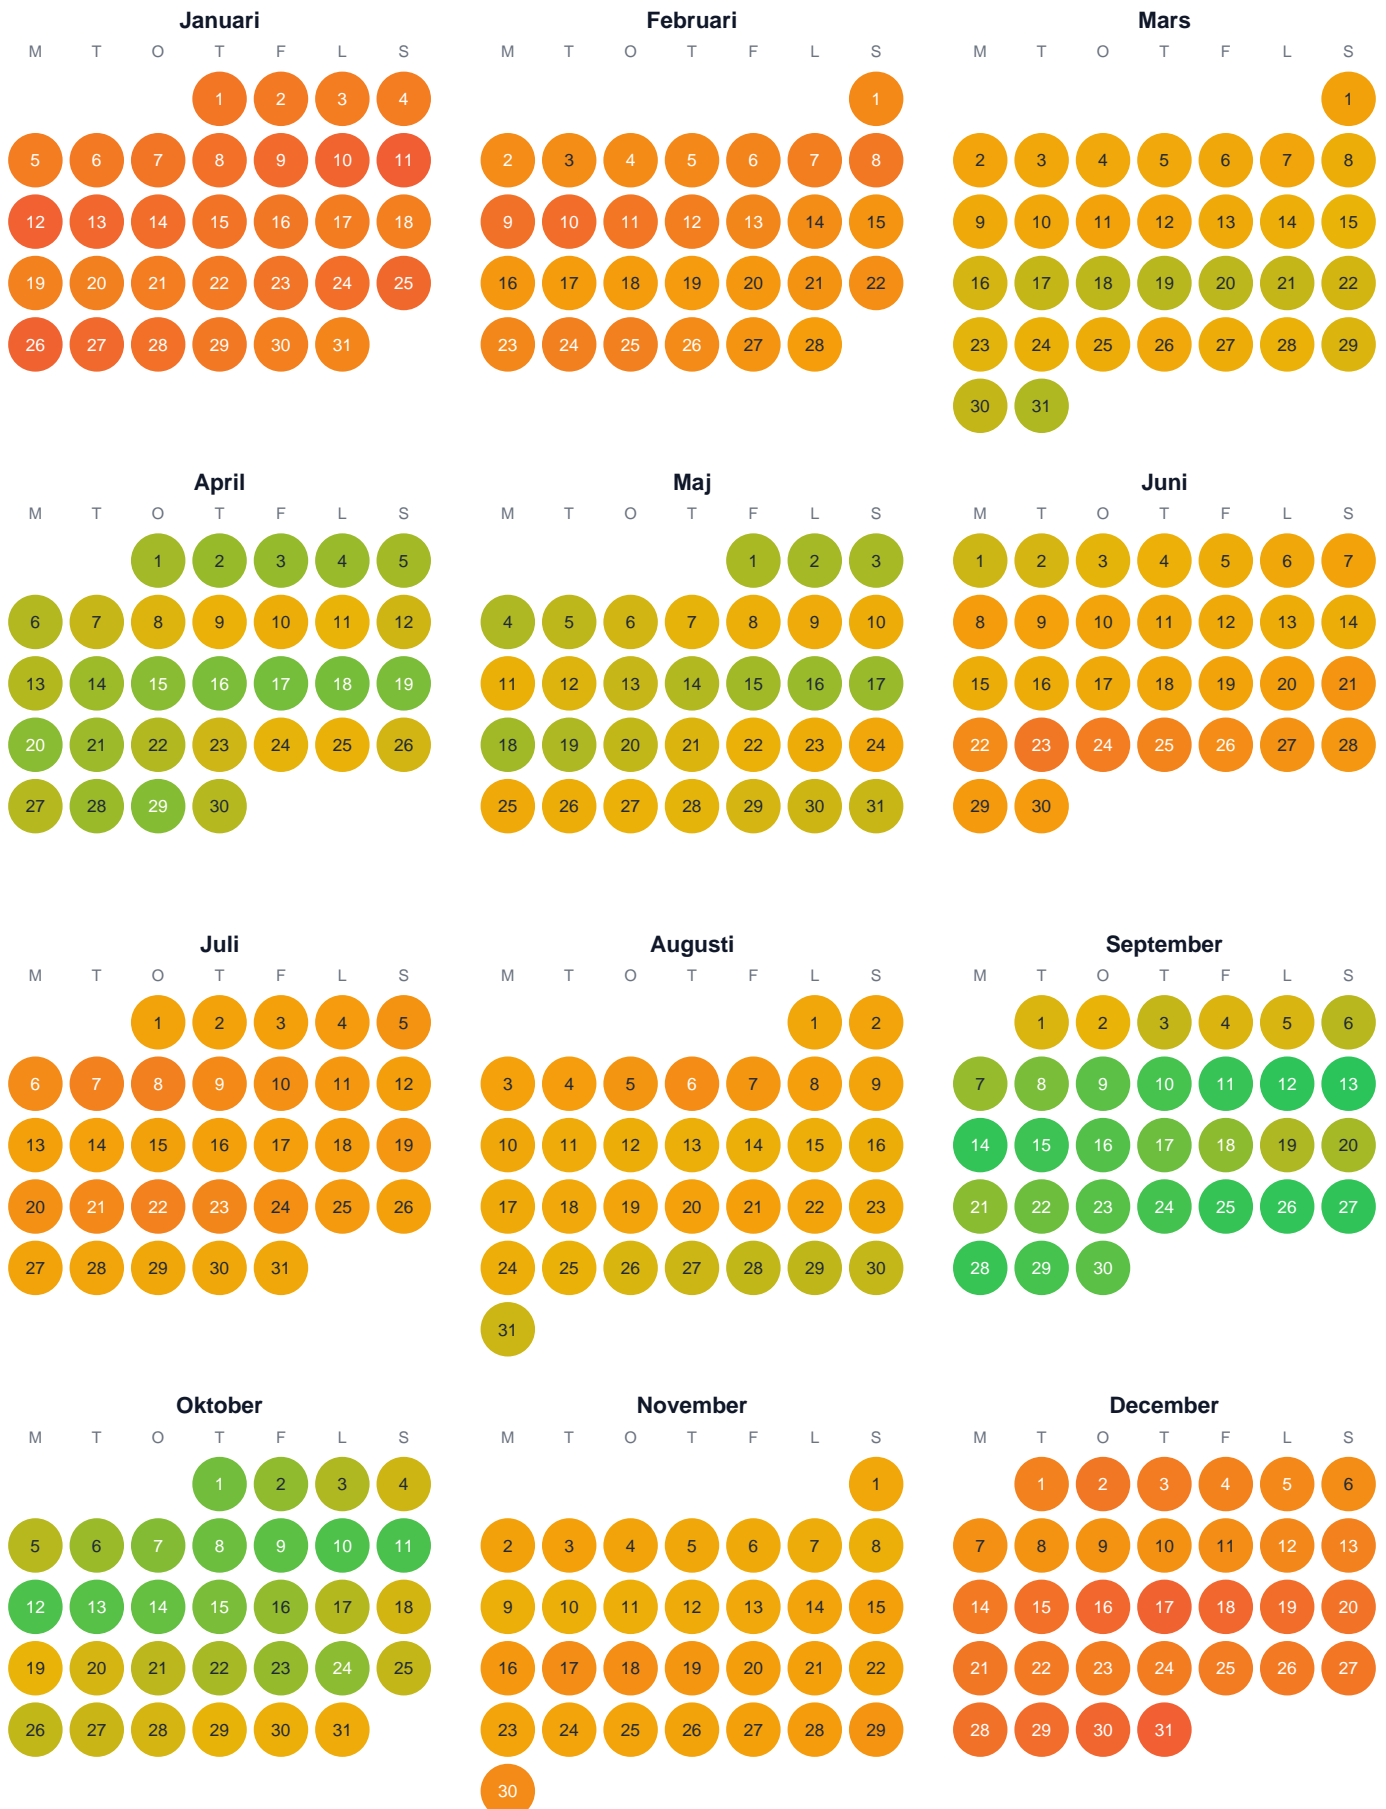 Januari Februari Mars
M T O T F L S M T O T F L S M T O T F L S
1 2 3 4 1 1
5 6 7 8 9 10 11 2 3 4 5 6 7 8 2 3 4 5 6 7 8
12 13 14 15 16 17 18 9 10 11 12 13 14 15 9 10 11 12 13 14 15
19 20 21 22 23 24 25 16 17 18 19 20 21 22 16 17 18 19 20 21 22
26 27 28 29 30 31 23 24 25 26 27 28 23 24 25 26 27 28 29
30 31
April Maj Juni
M T O T F L S M T O T F L S M T O T F L S
1 2 3 4 5 1 2 3 1 2 3 4 5 6 7
6 7 8 9 10 11 12 4 5 6 7 8 9 10 8 9 10 11 12 13 14
13 14 15 16 17 18 19 11 12 13 14 15 16 17 15 16 17 18 19 20 21
20 21 22 23 24 25 26 18 19 20 21 22 23 24 22 23 24 25 26 27 28
27 28 29 30 25 26 27 28 29 30 31 29 30
Juli Augusti September
M T O T F L S M T O T F L S M T O T F L S
1 2 3 4 5 1 2 1 2 3 4 5 6
6 7 8 9 10 11 12 3 4 5 6 7 8 9 7 8 9 10 11 12 13
13 14 15 16 17 18 19 10 11 12 13 14 15 16 14 15 16 17 18 19 20
20 21 22 23 24 25 26 17 18 19 20 21 22 23 21 22 23 24 25 26 27
27 28 29 30 31 24 25 26 27 28 29 30 28 29 30
31
Oktober November December
M T O T F L S M T O T F L S M T O T F L S
1 2 3 4 1 1 2 3 4 5 6
5 6 7 8 9 10 11 2 3 4 5 6 7 8 7 8 9 10 11 12 13
12 13 14 15 16 17 18 9 10 11 12 13 14 15 14 15 16 17 18 19 20
19 20 21 22 23 24 25 16 17 18 19 20 21 22 21 22 23 24 25 26 27
26 27 28 29 30 31 23 24 25 26 27 28 29 28 29 30 31
30